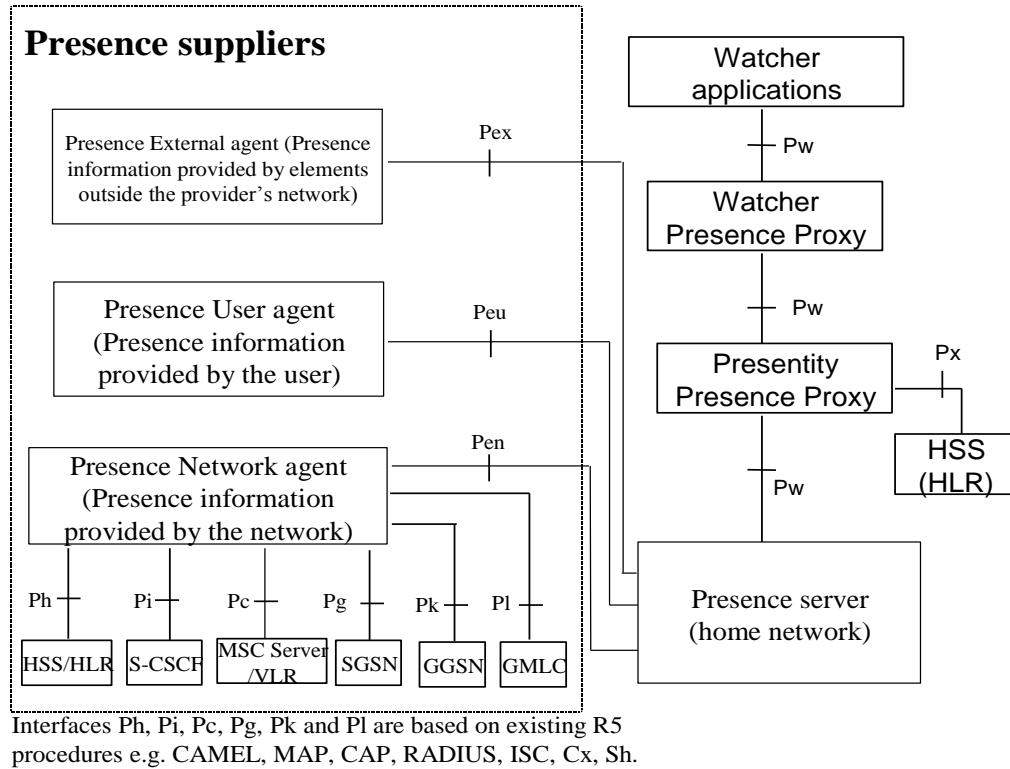 Presence suppliers
Presence External agent (Presence
information provided by elements
outside the provider's network)
Pex
Presence User agent
(Presence information
provided by the user)
Peu
Presence Network agent
(Presence information
provided by the network)
Pen
Ph
Pi
Pc
Pg
Pk
Pl
HSS/HLR
S-CSCF
MSC Server
/VLR
SGSN
GGSN
GMLC
Watcher
applications
Pw
Watcher
Presence Proxy
Pw
Presentity
Presence Proxy
Px
HSS
(HLR)
Pw
Presence server
(home network)
Interfaces Ph, Pi, Pc, Pg, Pk and Pl are based on existing R5
procedures e.g. CAMEL, MAP, CAP, RADIUS, ISC, Cx, Sh.